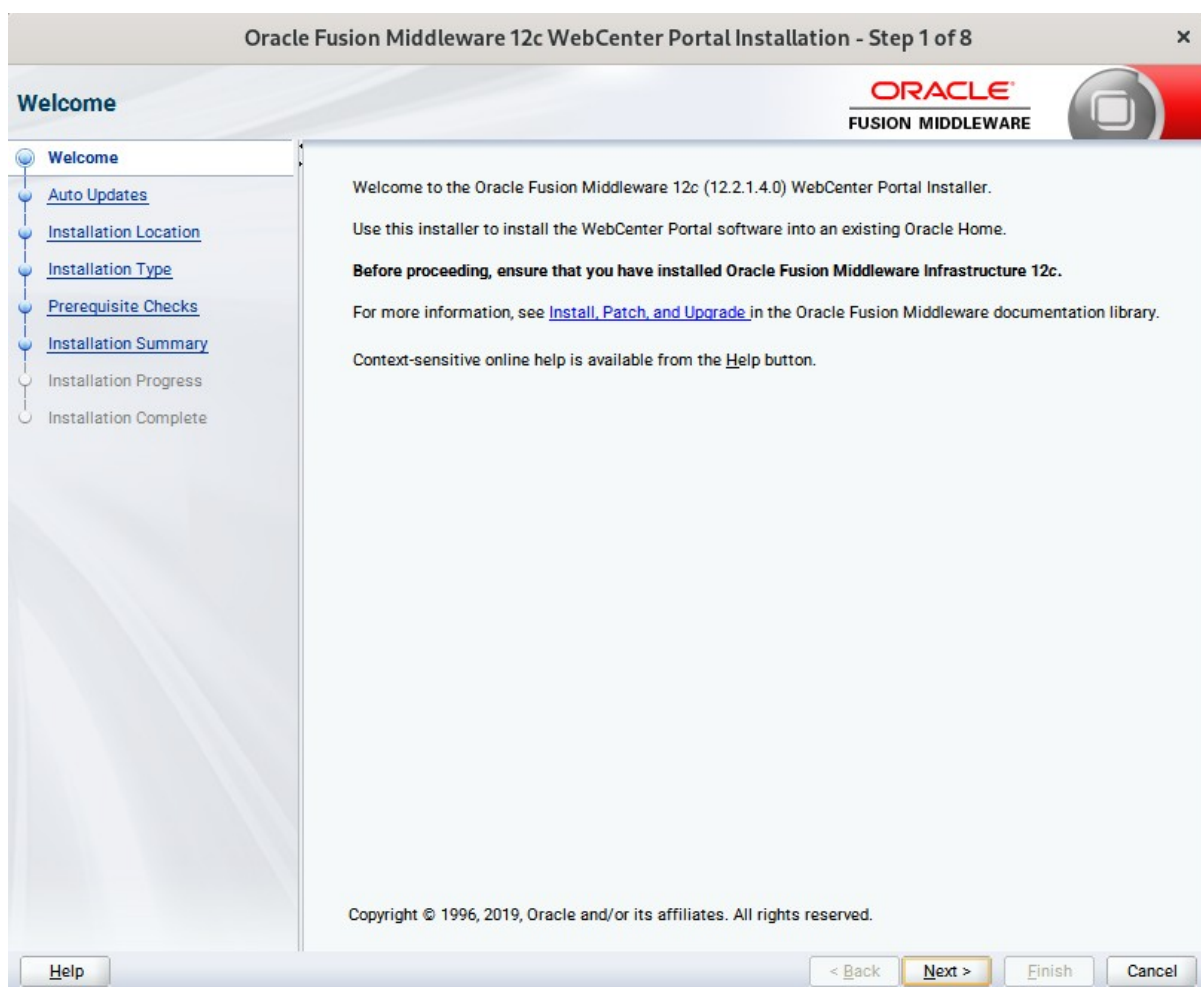 Oracle Fusion Middleware 12c WebCenter Portal Installation - Step 1 of 8
×
Welcome
ORACLE
FUSION MIDDLEWARE
Welcome
Auto Updates
Installation Location
Installation Type
Prerequisite Checks
Installation Summary
Installation Progress
Installation Complete
Welcome to the Oracle Fusion Middleware 12c (12.2.1.4.0) WebCenter Portal Installer.
Use this installer to install the WebCenter Portal software into an existing Oracle Home.
Before proceeding, ensure that you have installed Oracle Fusion Middleware Infrastructure 12c.
For more information, see Install, Patch, and Upgrade in the Oracle Fusion Middleware documentation library.
Context-sensitive online help is available from the Help button.
Copyright © 1996, 2019, Oracle and/or its affiliates. All rights reserved.
Help
< Back
Next >
Finish
Cancel